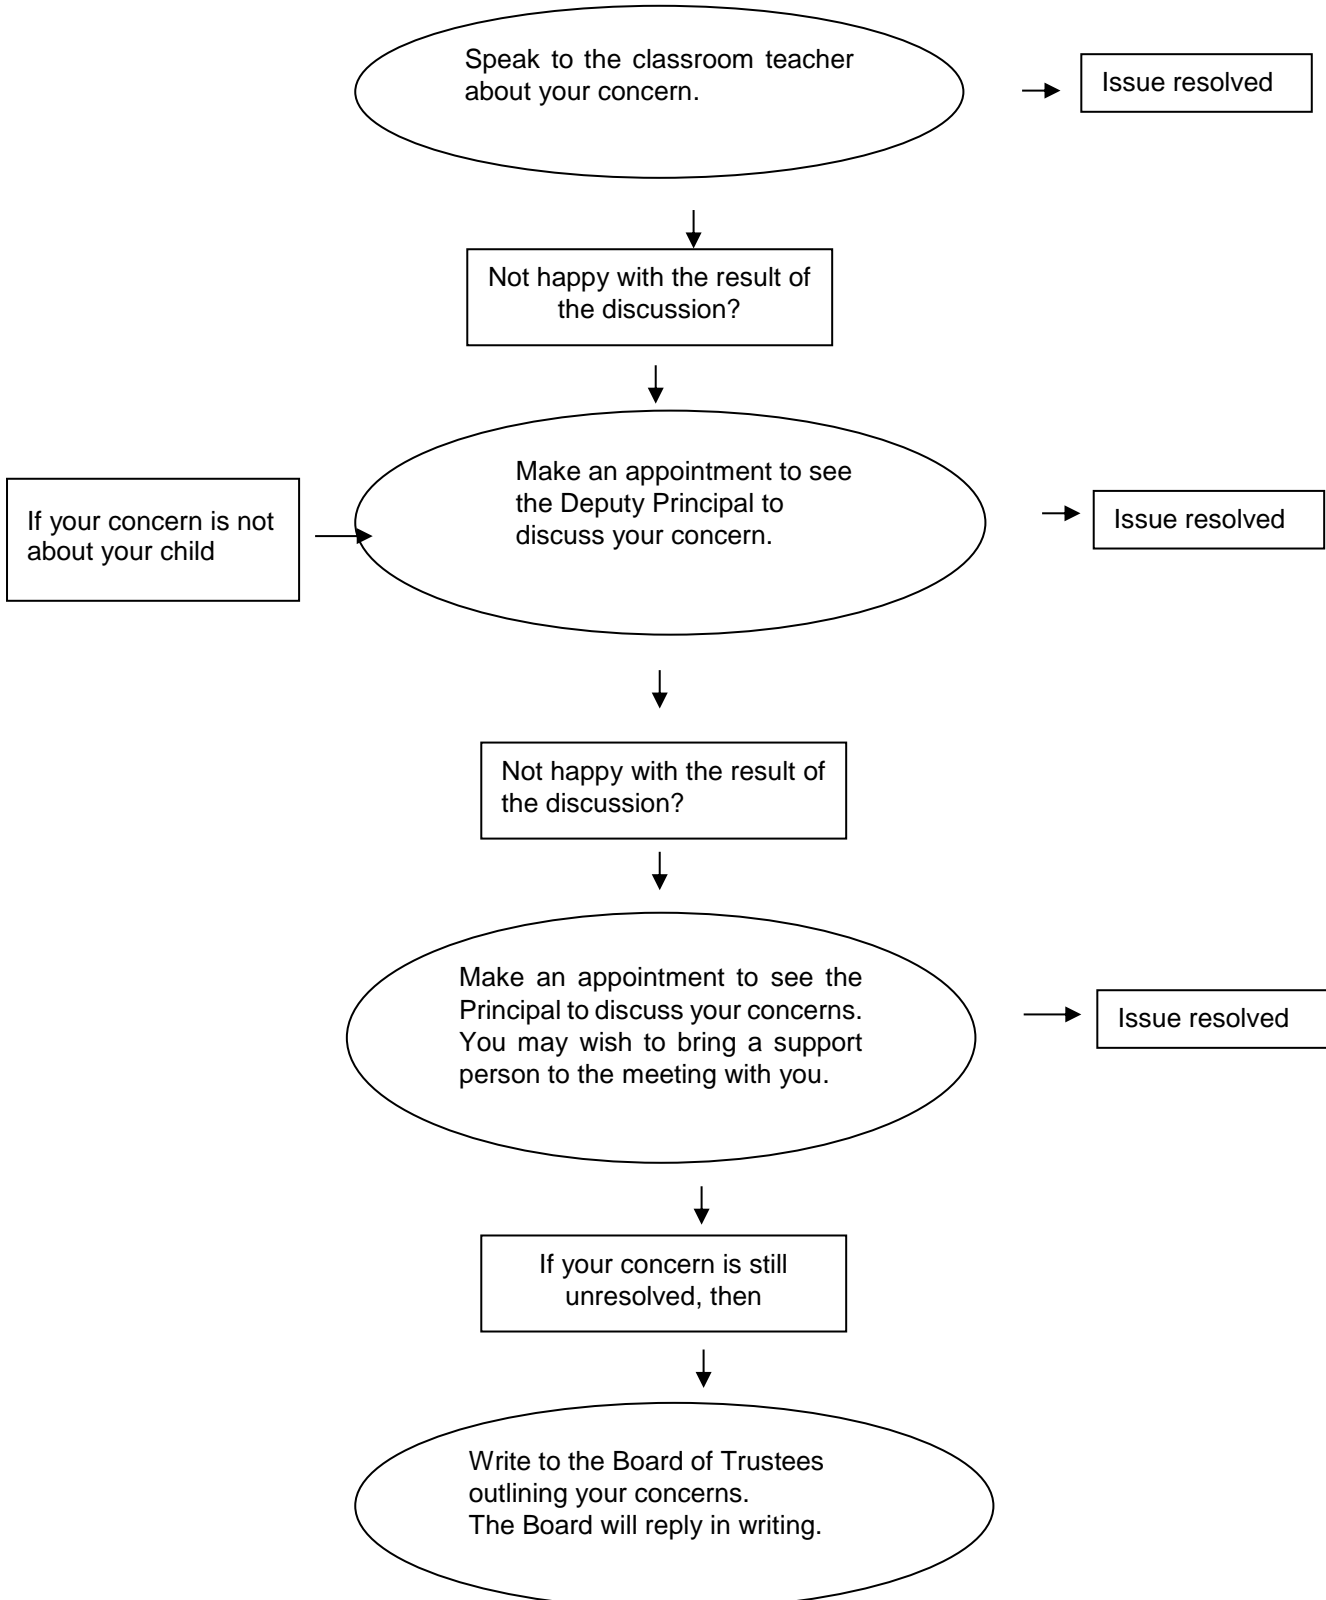 Speak to the classroom teacher
about your concern.
Issue resolved
Not happy with the result of
the discussion?
Make an appointment to see
the Deputy Principal to
discuss your concern.
If your concern is not
about your child
Issue resolved
Not happy with the result of
the discussion?
Make an appointment to see the
Principal to discuss your concerns.
You may wish to bring a support
person to the meeting with you.
Issue resolved
If your concern is still
unresolved, then
Write to the Board of Trustees
outlining your concerns.
The Board will reply in writing.